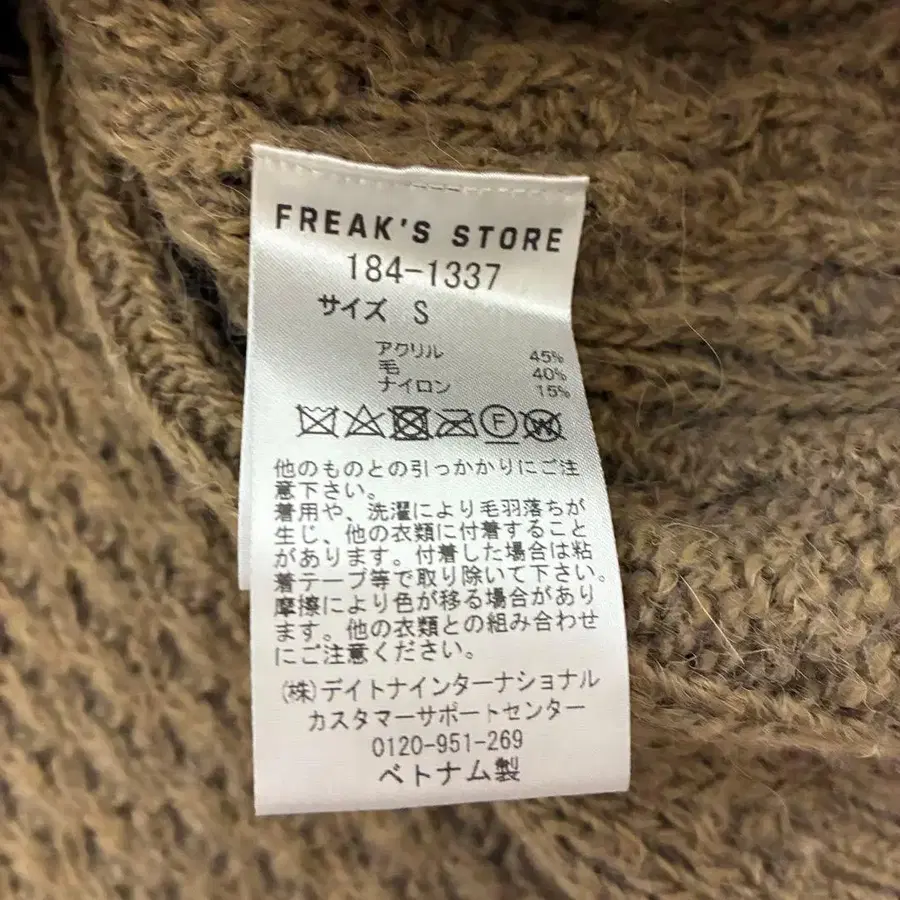 FREAK'S STORE
184-1337
サイズ S
アクリル 45%
毛 40%
ナイロン 15%
F W
他のものとの引っかかりにご注
意下さい。
着用や、洗濯により毛羽落ちが
生じ、他の衣類に付着すること
があります。付着した場合は粘
着テープ等で取り除いて下さい。
摩擦により色が移る場合があり
ます。他の衣類との組み合わせ
にご注意ください。
(株)デイトナインターナショナル
カスタマーサポートセンター
0120-951-269
ベトナム製